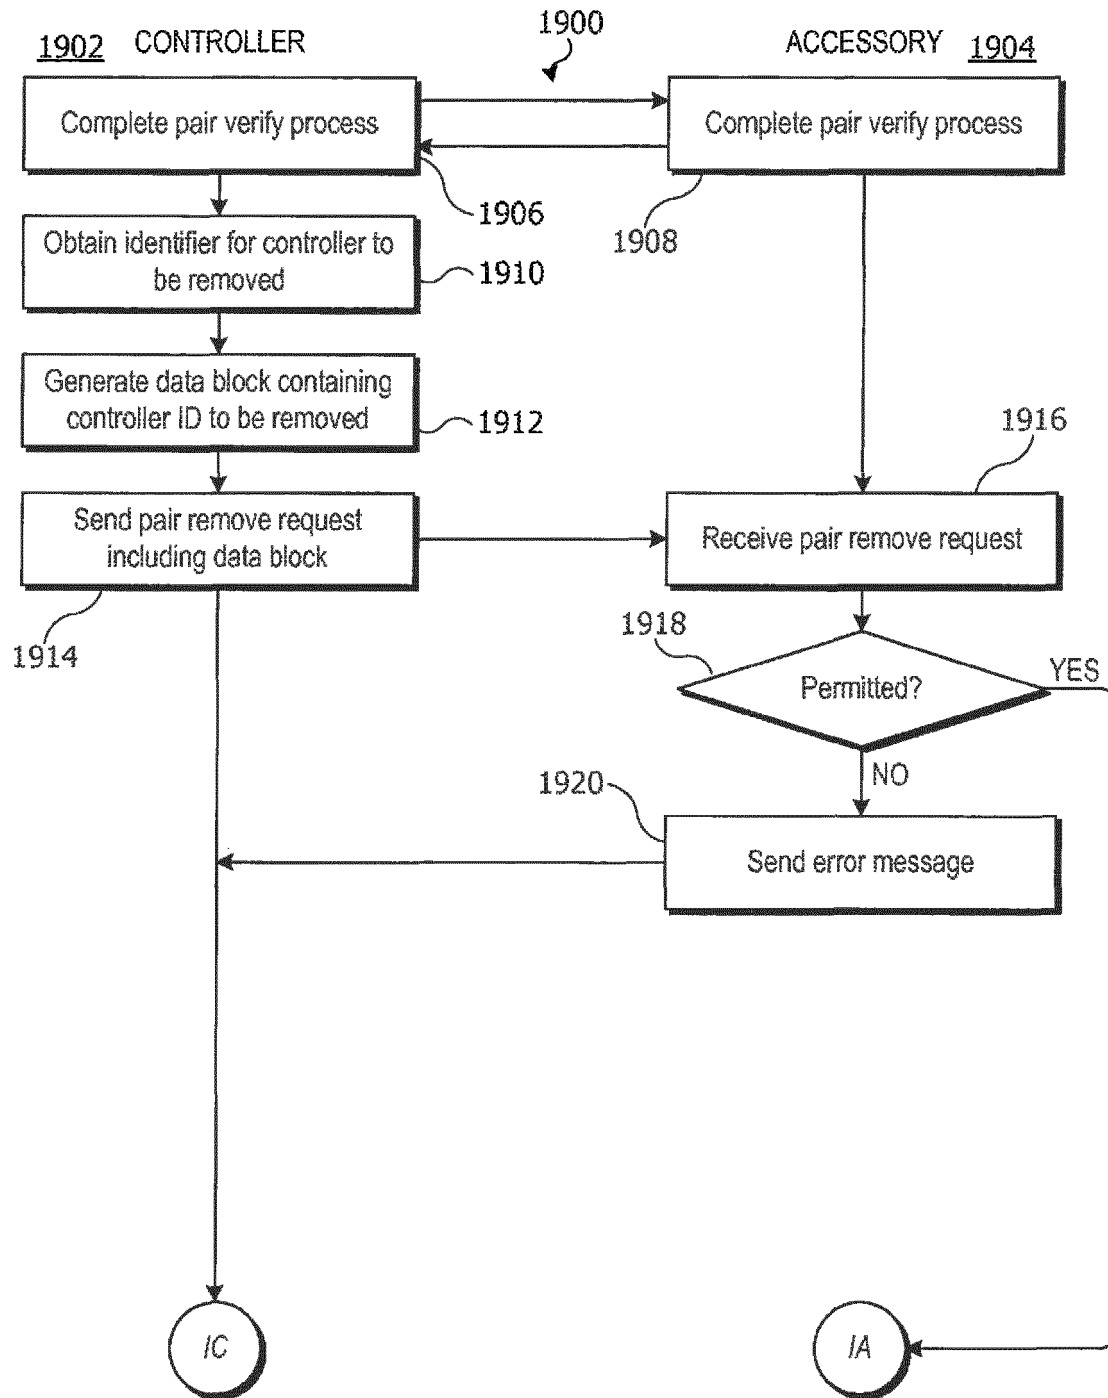 1902 CONTROLLER
1900
ACCESSORY 1904
Complete pair verify process
Complete pair verify process
1906
1908
Obtain identifier for controller to
be removed
1910
Generate data block containing
controller ID to be removed
1912
1916
Send pair remove request
including data block
Receive pair remove request
1914
1918
Permitted?
YES
NO
1920
Send error message
IC
IA